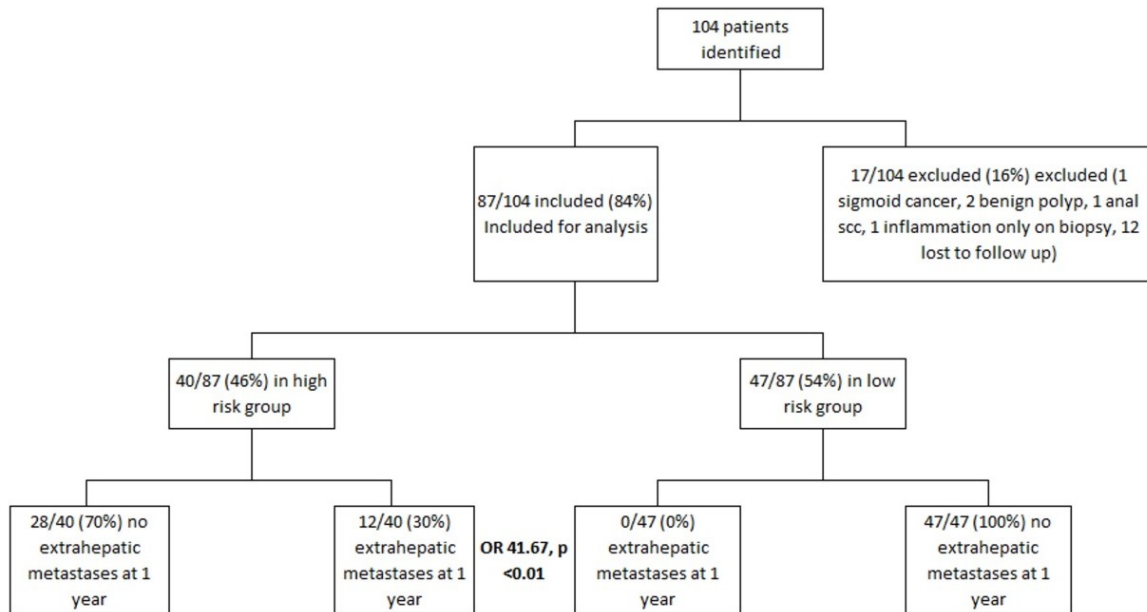 104 patients
identified
87/104 included (84%)
Included for analysis
17/104 excluded (16%) excluded (1
sigmoid cancer, 2 benign polyp, 1 anal
scc, 1 inflammation only on biopsy, 12
lost to follow up)
40/87 (46%) in high
risk group
47/87 (54%) in low
risk group
28/40 (70%) no
extrahepatic
metastases at 1
year
12/40 (30%)
extrahepatic
metastases at 1
year
OR 41.67, p
<0.01
0/47 (0%)
extrahepatic
metastases at 1
year
47/47 (100%) no
extrahepatic
metastases at 1
year